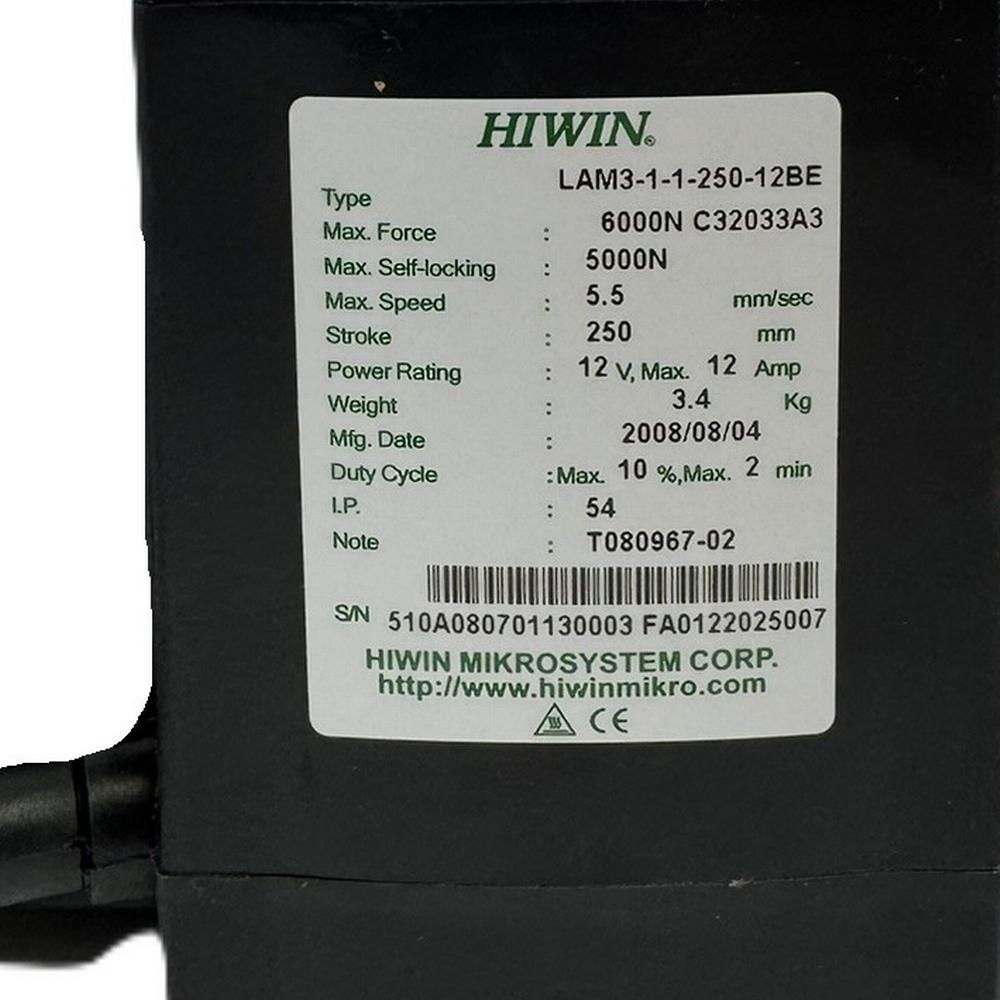 HIWIN®
Type LAM3-1-1-250-12BE
Max. Force : 6000N C32033A3
Max. Self-locking : 5000N
Max. Speed : 5.5 mm/sec
Stroke : 250 mm
Power Rating : 12 V, Max. 12 Amp
Weight : 3.4 Kg
Mfg. Date : 2008/08/04
Duty Cycle :Max. 10 %,Max. 2 min
I.P. : 54
Note : T080967-02
S/N 510A080701130003 FA0122025007
HIWIN MIKROSYSTEM CORP.
http://www.hiwinmikro.com
CE